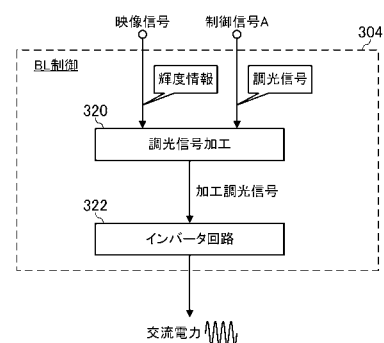 映像信号
制御信号A
304
BL制御
輝度情報
調光信号
320
調光信号加工
加工調光信号
322
インバータ回路
交流電力